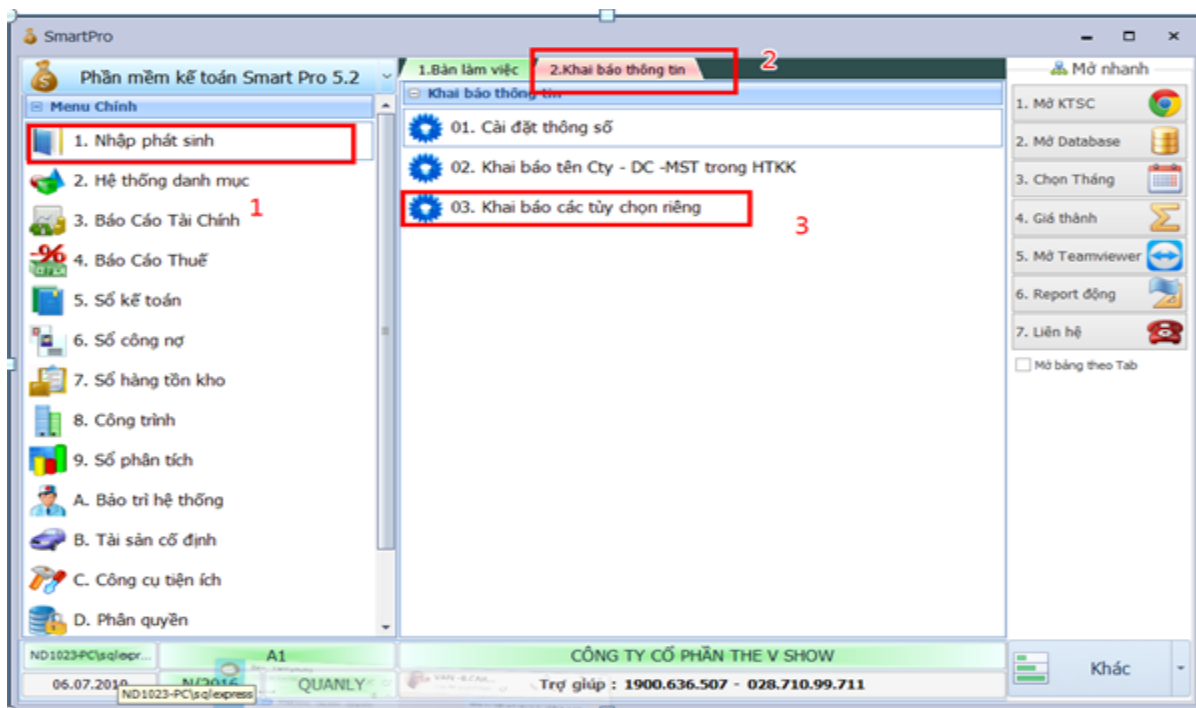 SmartPro
Phần mềm kế toán Smart Pro 5.2
Menu Chính
1. Nhập phát sinh
2. Hệ thống danh mục
1
3. Báo Cáo Tài Chính
4. Báo Cáo Thuế
5. Sổ kế toán
6. Sổ công nợ
7. Sổ hàng tồn kho
8. Công trình
9. Sổ phân tích
A. Bảo trì hệ thống
B. Tài sản cố định
C. Công cụ tiện ích
D. Phân quyền
1.Bàn làm việc
2.Khai báo thông tin
2
Khai báo thông tin
01. Cài đặt thông số
02. Khai báo tên Cty - DC -MST trong HTKK
03. Khai báo các tùy chọn riêng
3
Mở nhanh
1. Mở KTSC
2. Mở Database
3. Chọn Tháng
4. Giá thành
5. Mở Teamviewer
6. Report động
7. Liên hệ
Mở bảng theo Tab
ND1023-PC\sqlexpr...
A1
CÔNG TY CỔ PHẦN THE V SHOW
Khác
06.07.2019
N/2016
QUANLY
Trợ giúp : 1900.636.507 - 028.710.99.711
ND1023-PC\sqlexpress